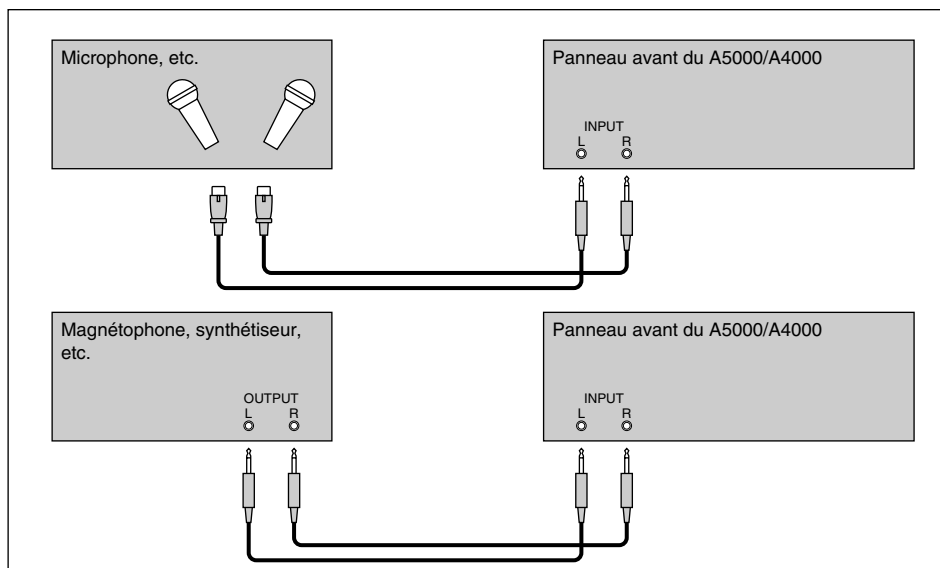 Microphone, etc.
Panneau avant du A5000/A4000
INPUT
L R
Magnétophone, synthétiseur,
etc.
OUTPUT
L R
Panneau avant du A5000/A4000
INPUT
L R